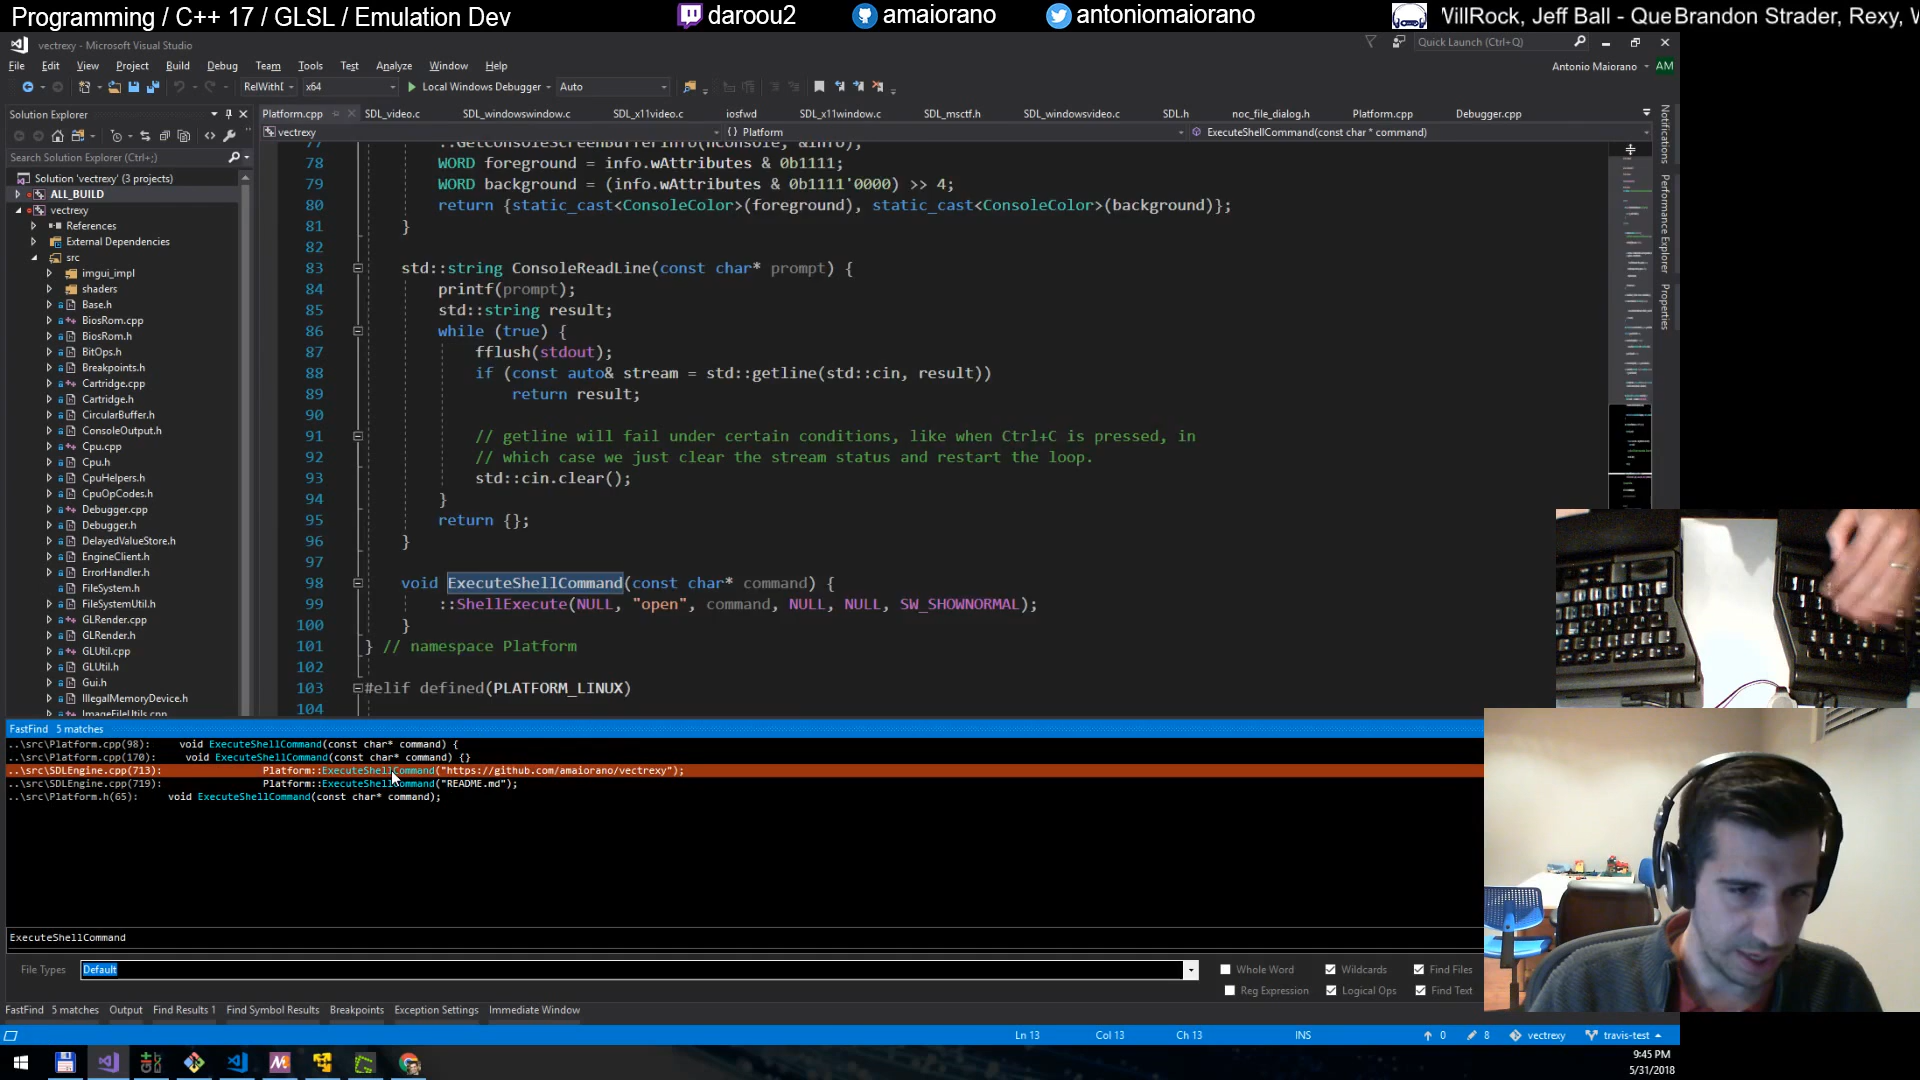 Programming / C++ 17 / GLSL / Emulation Dev
daroou2
amaiorano
antoniomaiorano
WillRock, Jeff Ball - QueBrandon Strader, Rexy, V
vectrexy - Microsoft Visual Studio
Quick Launch (Ctrl+Q)
File Edit View Project Build Debug Team Tools Test Analyze Window Help
Antonio Maiorano AM
RelWithI x64 Local Windows Debugger Auto
Solution Explorer
Search Solution Explorer (Ctrl+;)
Solution 'vectrexy' (3 projects)
ALL_BUILD
vectrexy
References
External Dependencies
src
imgui_impl
shaders
Base.h
BiosRom.cpp
BiosRom.h
BitOps.h
Breakpoints.h
Cartridge.cpp
Cartridge.h
CircularBuffer.h
ConsoleOutput.h
Cpu.cpp
Cpu.h
CpuHelpers.h
CpuOpCodes.h
Debugger.cpp
Debugger.h
DelayedValueStore.h
EngineClient.h
ErrorHandler.h
FileSystem.h
FileSystemUtil.h
GLRender.cpp
GLRender.h
GLUtil.cpp
GLUtil.h
Gui.h
IllegalMemoryDevice.h
ImageFileUtils.cpp
Platform.cpp SDL_video.c SDL_windowswindow.c SDL_x11video.c iosfwd SDL_x11window.c SDL_msctf.h SDL_windowsvideo.c SDL.h noc_file_dialog.h Platform.cpp Debugger.cpp
vectrexy {} Platform ExecuteShellCommand(const char * command)
77 ::GetConsoleScreenBufferInfo(hConsole, &info);
78 WORD foreground = info.wAttributes & 0b1111;
79 WORD background = (info.wAttributes & 0b1111'0000) >> 4;
80 return {static_cast<ConsoleColor>(foreground), static_cast<ConsoleColor>(background)};
81 }
82
83 std::string ConsoleReadLine(const char* prompt) {
84 printf(prompt);
85 std::string result;
86 while (true) {
87 fflush(stdout);
88 if (const auto& stream = std::getline(std::cin, result))
89 return result;
90
91 // getline will fail under certain conditions, like when Ctrl+C is pressed, in
92 // which case we just clear the stream status and restart the loop.
93 std::cin.clear();
94 }
95 return {};
96 }
97
98 void ExecuteShellCommand(const char* command) {
99 ::ShellExecute(NULL, "open", command, NULL, NULL, SW_SHOWNORMAL);
100 }
101 } // namespace Platform
102
103 #elif defined(PLATFORM_LINUX)
104
Notifications
Performance Explorer
Properties
FastFind 5 matches
..\src\Platform.cpp(98): void ExecuteShellCommand(const char* command) {
..\src\Platform.cpp(170): void ExecuteShellCommand(const char* command) {}
..\src\SDLEngine.cpp(713): Platform::ExecuteShellCommand("https://github.com/amaiorano/vectrexy");
..\src\SDLEngine.cpp(719): Platform::ExecuteShellCommand("README.md");
..\src\Platform.h(65): void ExecuteShellCommand(const char* command);
ExecuteShellCommand
File Types Default
Whole Word Wildcards Find Files
Reg Expression Logical Ops Find Text
FastFind 5 matches Output Find Results 1 Find Symbol Results Breakpoints Exception Settings Immediate Window
Ln 13 Col 13 Ch 13 INS 0 8 vectrexy travis-test
9:45 PM
5/31/2018